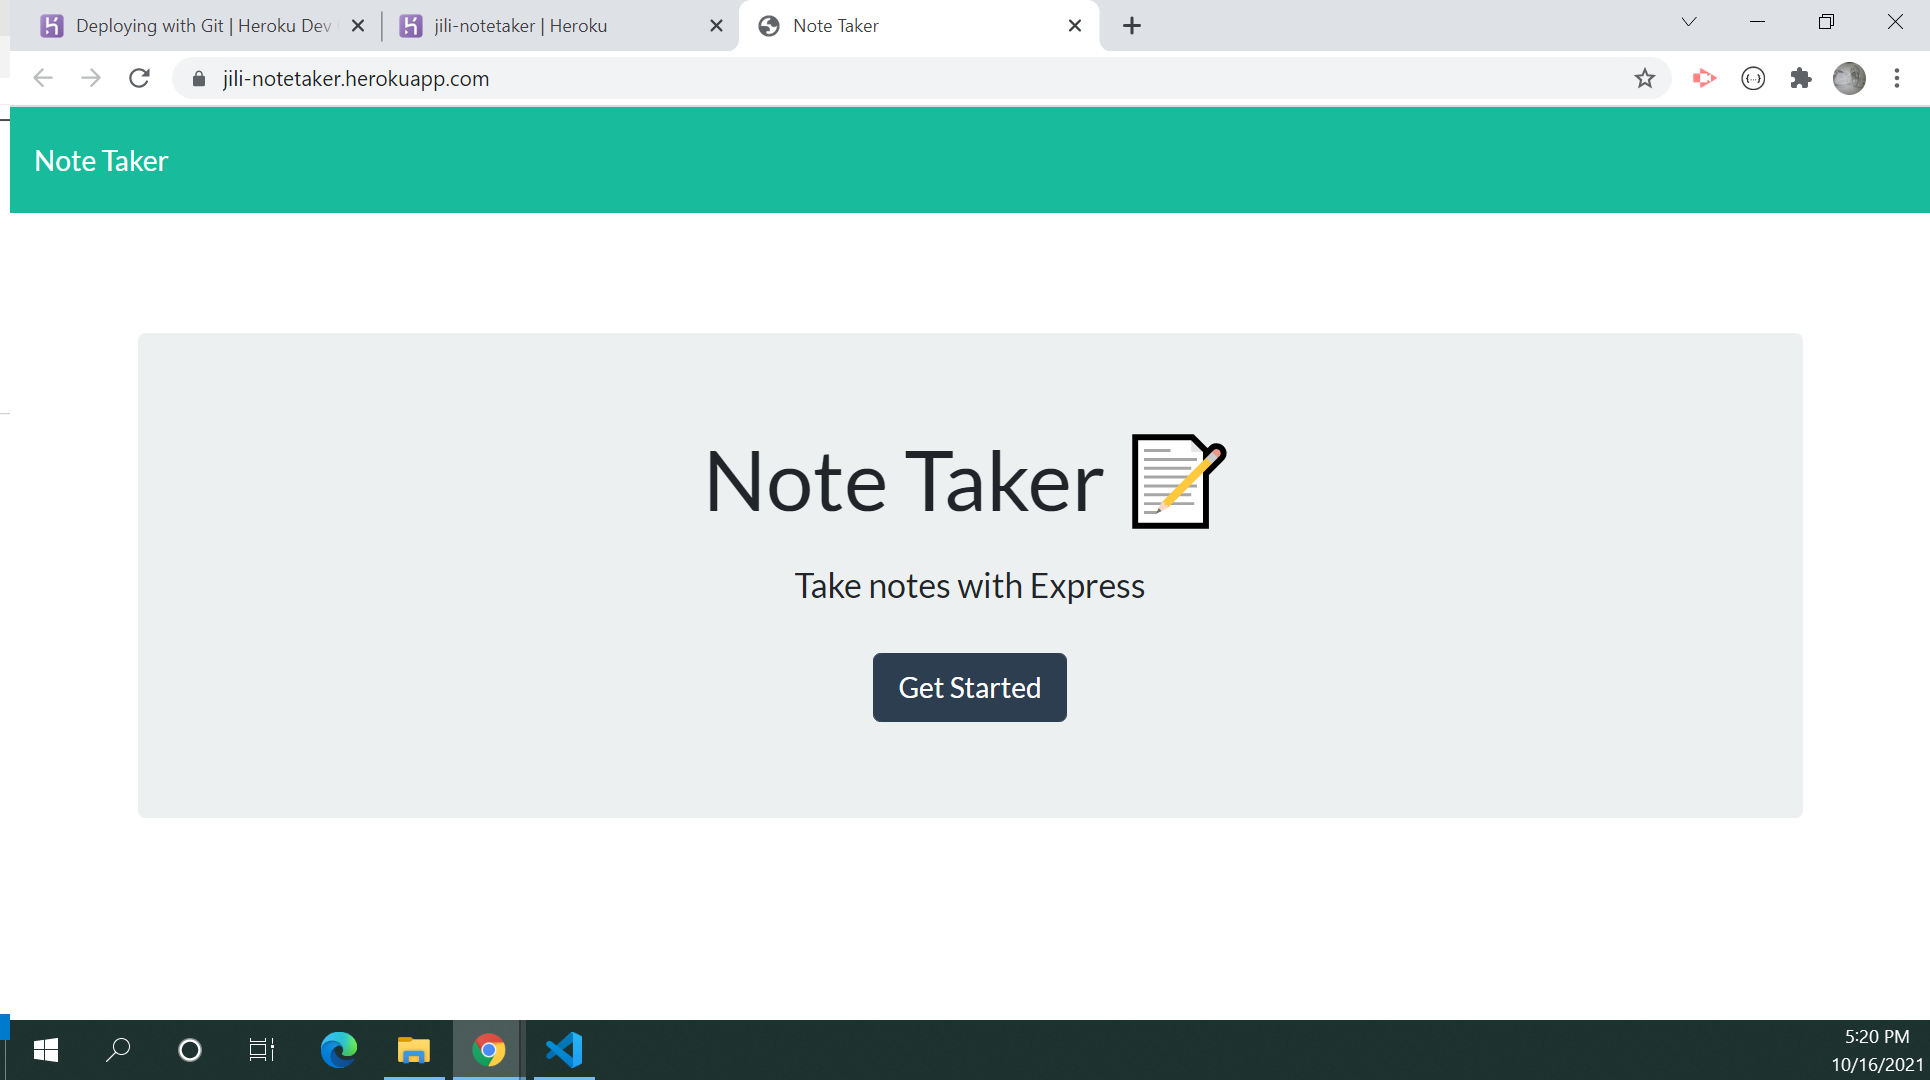 Deploying with Git | Heroku Dev
jili-notetaker | Heroku
Note Taker
jili-notetaker.herokuapp.com
Note Taker
Note Taker
Take notes with Express
Get Started
5:20 PM
10/16/2021